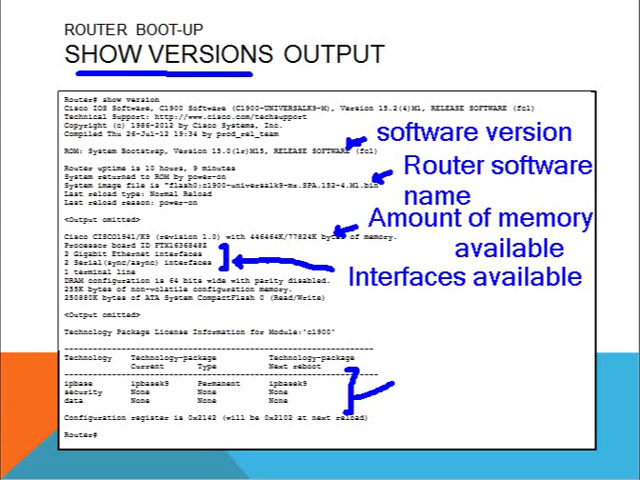 ROUTER BOOT-UP
SHOW VERSIONS OUTPUT
Router# show version
Cisco IOS Software, C1900 Software (C1900-UNIVERSALK9-M), Version 15.2(4)M1, RELEASE SOFTWARE (fc1)
Technical Support: http://www.cisco.com/techsupport
Copyright (c) 1986-2012 by Cisco Systems, Inc.
Compiled Thu 26-Jul-12 19:34 by prod_rel_team
software version
ROM: System Bootstrap, Version 15.0(1r)M15, RELEASE SOFTWARE (fc1)
Router uptime is 10 hours, 9 minutes
System returned to ROM by power-on
System image file is "flash0:c1900-universalk9-mz.SPA.152-4.M1.bin"
Last reload type: Normal Reload
Last reload reason: power-on
Router software
name
<Output omitted>
Amount of memory
available
Cisco CISCO1941/K9 (revision 1.0) with 446464K/77824K bytes of memory.
Processor board ID FTX1636848Z
2 Gigabit Ethernet interfaces
2 Serial(sync/async) interfaces
1 terminal line
Interfaces available
DRAM configuration is 64 bits wide with parity disabled.
255K bytes of non-volatile configuration memory.
250880K bytes of ATA System CompactFlash 0 (Read/Write)
<Output omitted>
Technology Package License Information for Module:'c1900'
-----------------------------------------------------------------
Technology Technology-package Technology-package
Current Type Next reboot
-----------------------------------------------------------------
ipbase ipbasek9 Permanent ipbasek9
security None None None
data None None None
Configuration register is 0x2142 (will be 0x2102 at next reload)
Router#